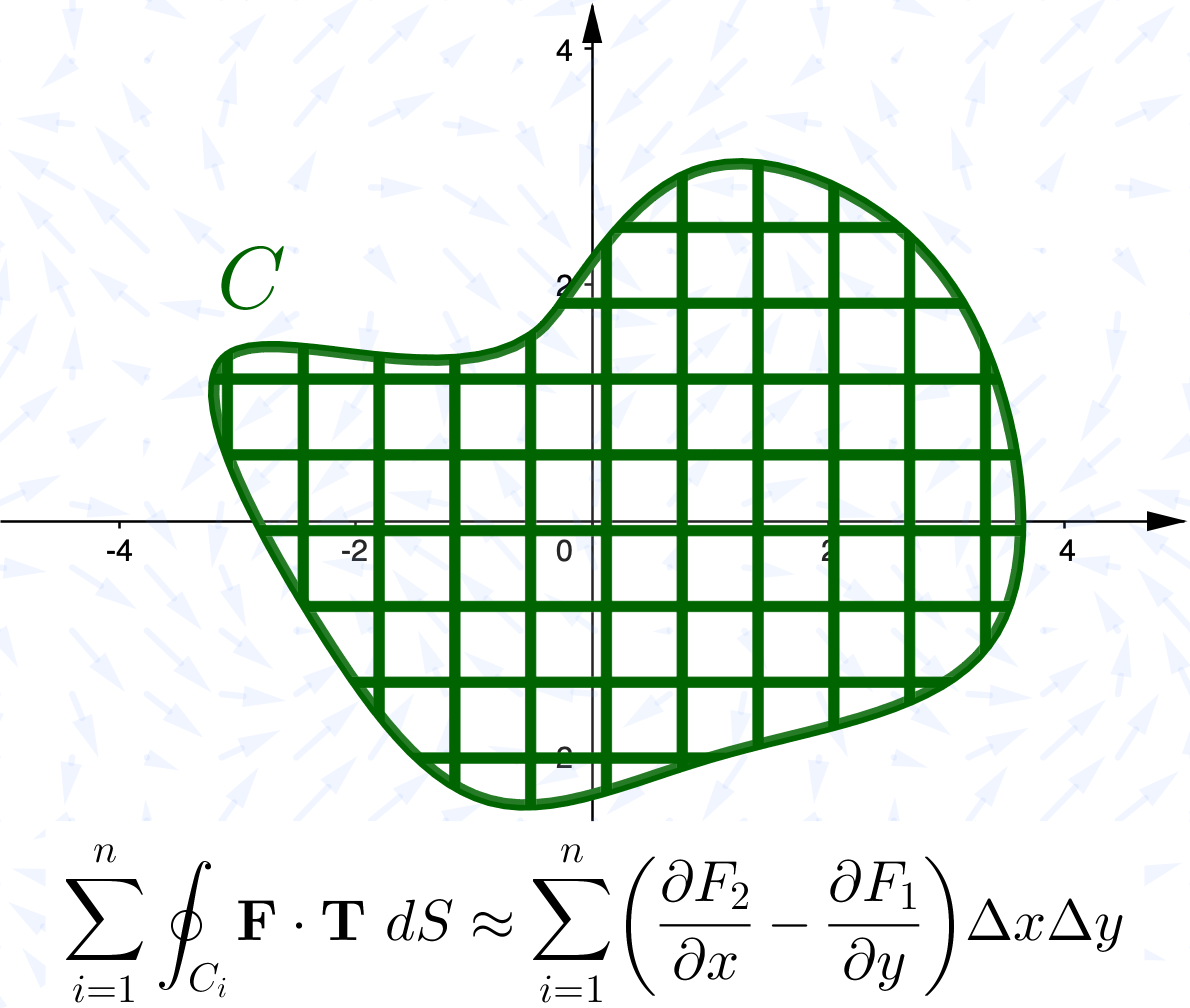 4
C
2
-4 -2 0 2 4
2
\sum_{i=1}^{n} \oint_{C_i} \mathbf{F} \cdot \mathbf{T} \ dS \approx \sum_{i=1}^{n} \left( \frac{\partial F_2}{\partial x} - \frac{\partial F_1}{\partial y} \right) \Delta x \Delta y